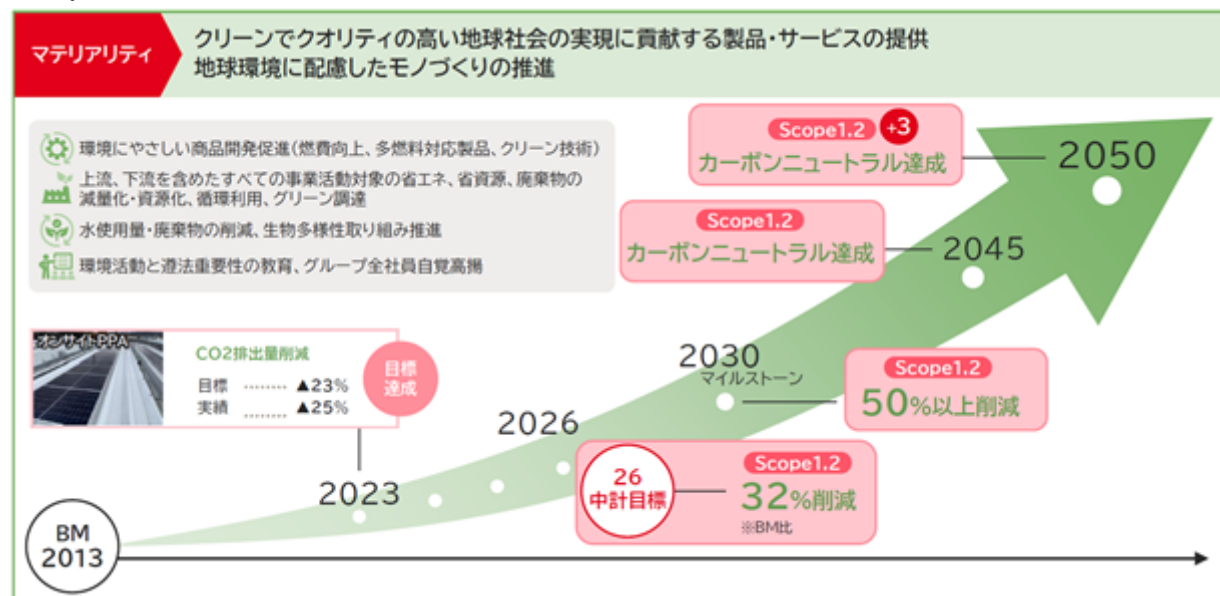 マテリアリティ
クリーンでクオリティの高い地球社会の実現に貢献する製品・サービスの提供
地球環境に配慮したモノづくりの推進
環境にやさしい商品開発促進(燃費向上、多燃料対応製品、クリーン技術)
上流、下流を含めたすべての事業活動対象の省エネ、省資源、廃棄物の
減量化・資源化、循環利用、グリーン調達
水使用量・廃棄物の削減、生物多様性取り組み推進
環境活動と遵法重要性の教育、グループ全社員自覚高揚
Scope1.2 +3
カーボンニュートラル達成
2050
Scope1.2
カーボンニュートラル達成
2045
オンサイトPPA
CO2排出量削減
目標 ........ ▲23%
実績 ........ ▲25%
目標
達成
2030
マイルストーン
Scope1.2
50%以上削減
2026
26
中計目標
Scope1.2
32%削減
※BM比
2023
BM
2013